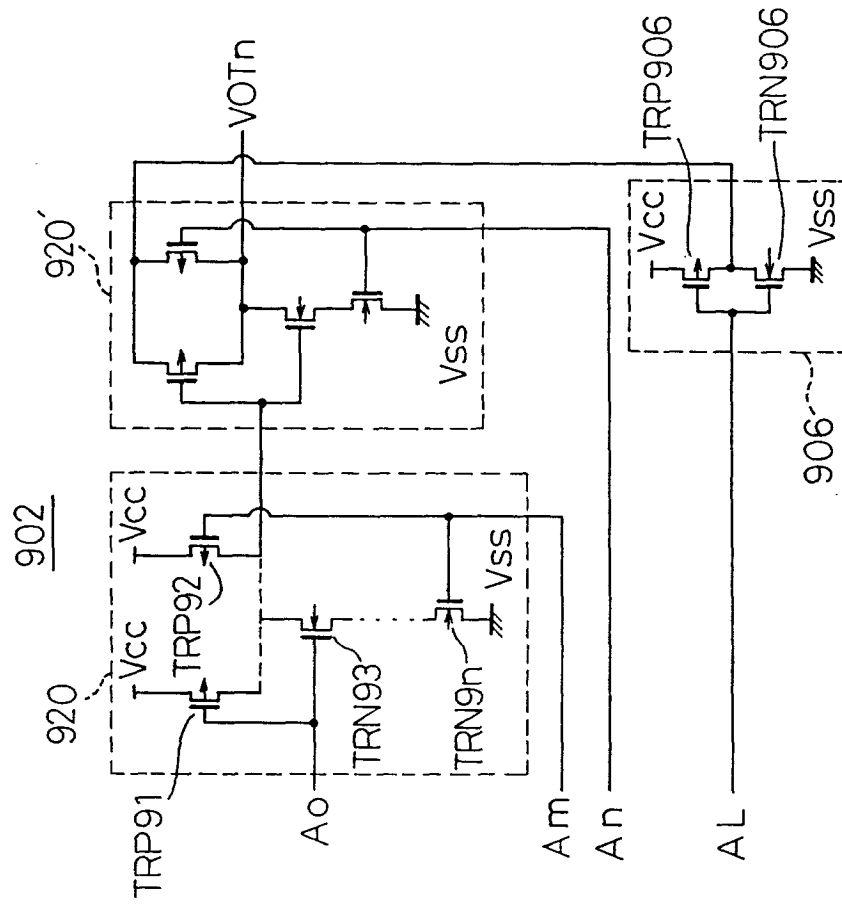 902
920
Vcc
Vcc
920'
TRP91
TRP92
TRN93
TRN9n
Vss
Vss
VOTn
Ao
Am
An
AL
Vcc
TRP906
TRN906
Vss
906